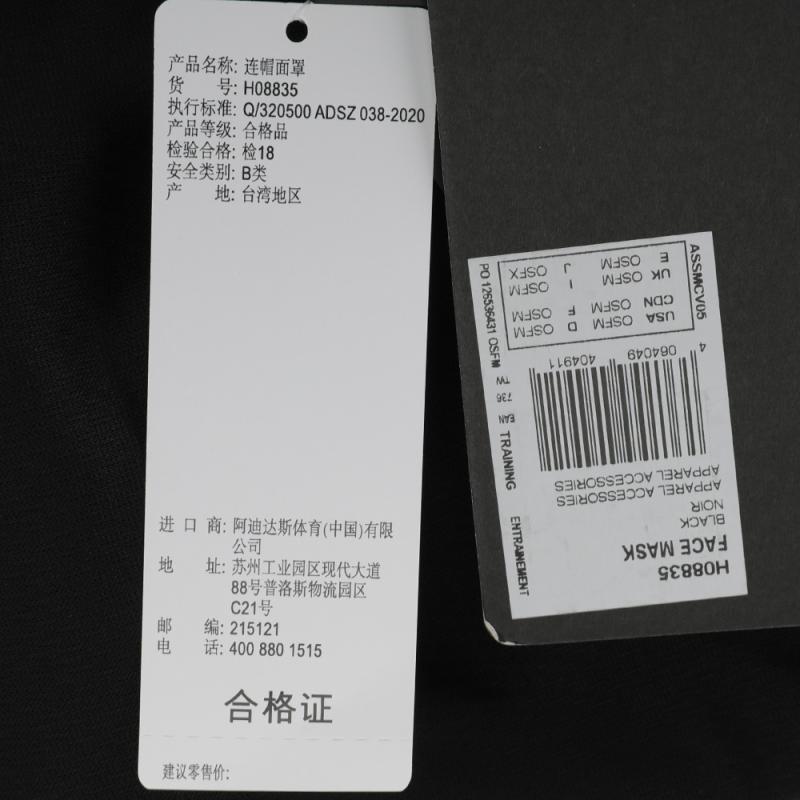 产品名称: 连帽面罩
货 号: H08835
执行标准: Q/320500 ADSZ 038-2020
产品等级: 合格品
检验合格: 检18
安全类别: B类
产 地: 台湾地区
进 口 商: 阿迪达斯体育(中国)有限
公司
地 址: 苏州工业园区现代大道
88号普洛斯物流园区
C21号
邮 编: 215121
电 话: 400 880 1515
合格证
建议零售价:
H08835
FACE MASK
BLACK
NOIR
APPAREL ACCESSORIES
APPAREL ACCESSORIES
4 064049 404911
USA OSFM D OSFM
CDN OSFM F OSFM
UK OSFM I OSFM
E OSFM J OSFX
ASSMCV05
PO 126536431 OSFM TW 736 EAN TRAINING ENTRAINEMENT